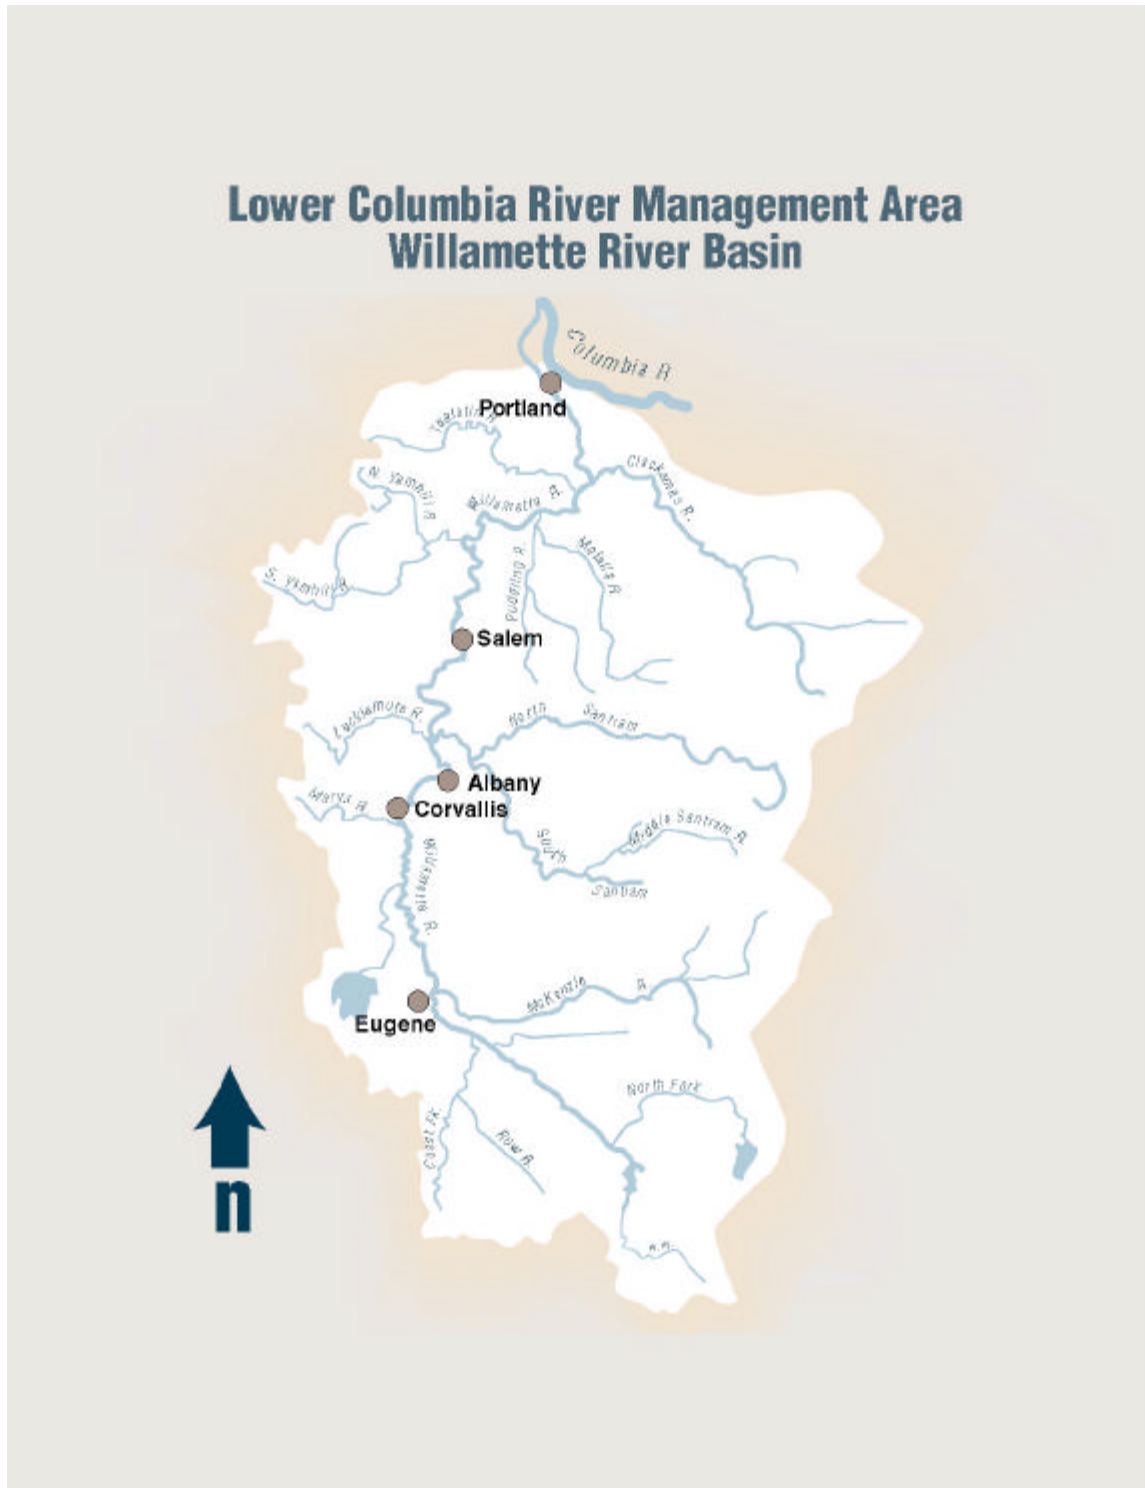 Lower Columbia River Management Area
Willamette River Basin
Columbia R
Portland
Tualatin R
Clackamas R.
N. Yamhill R
Willamette R.
Molalla R
Pudding R.
S. Yamhill R.
Salem
Luckiamute R.
North Santiam
Albany
Marys R.
Corvallis
Middle Santiam R.
South Santiam
Willamette R.
McKenzie R
Eugene
North Fork
Coast Fk
Row R.
n